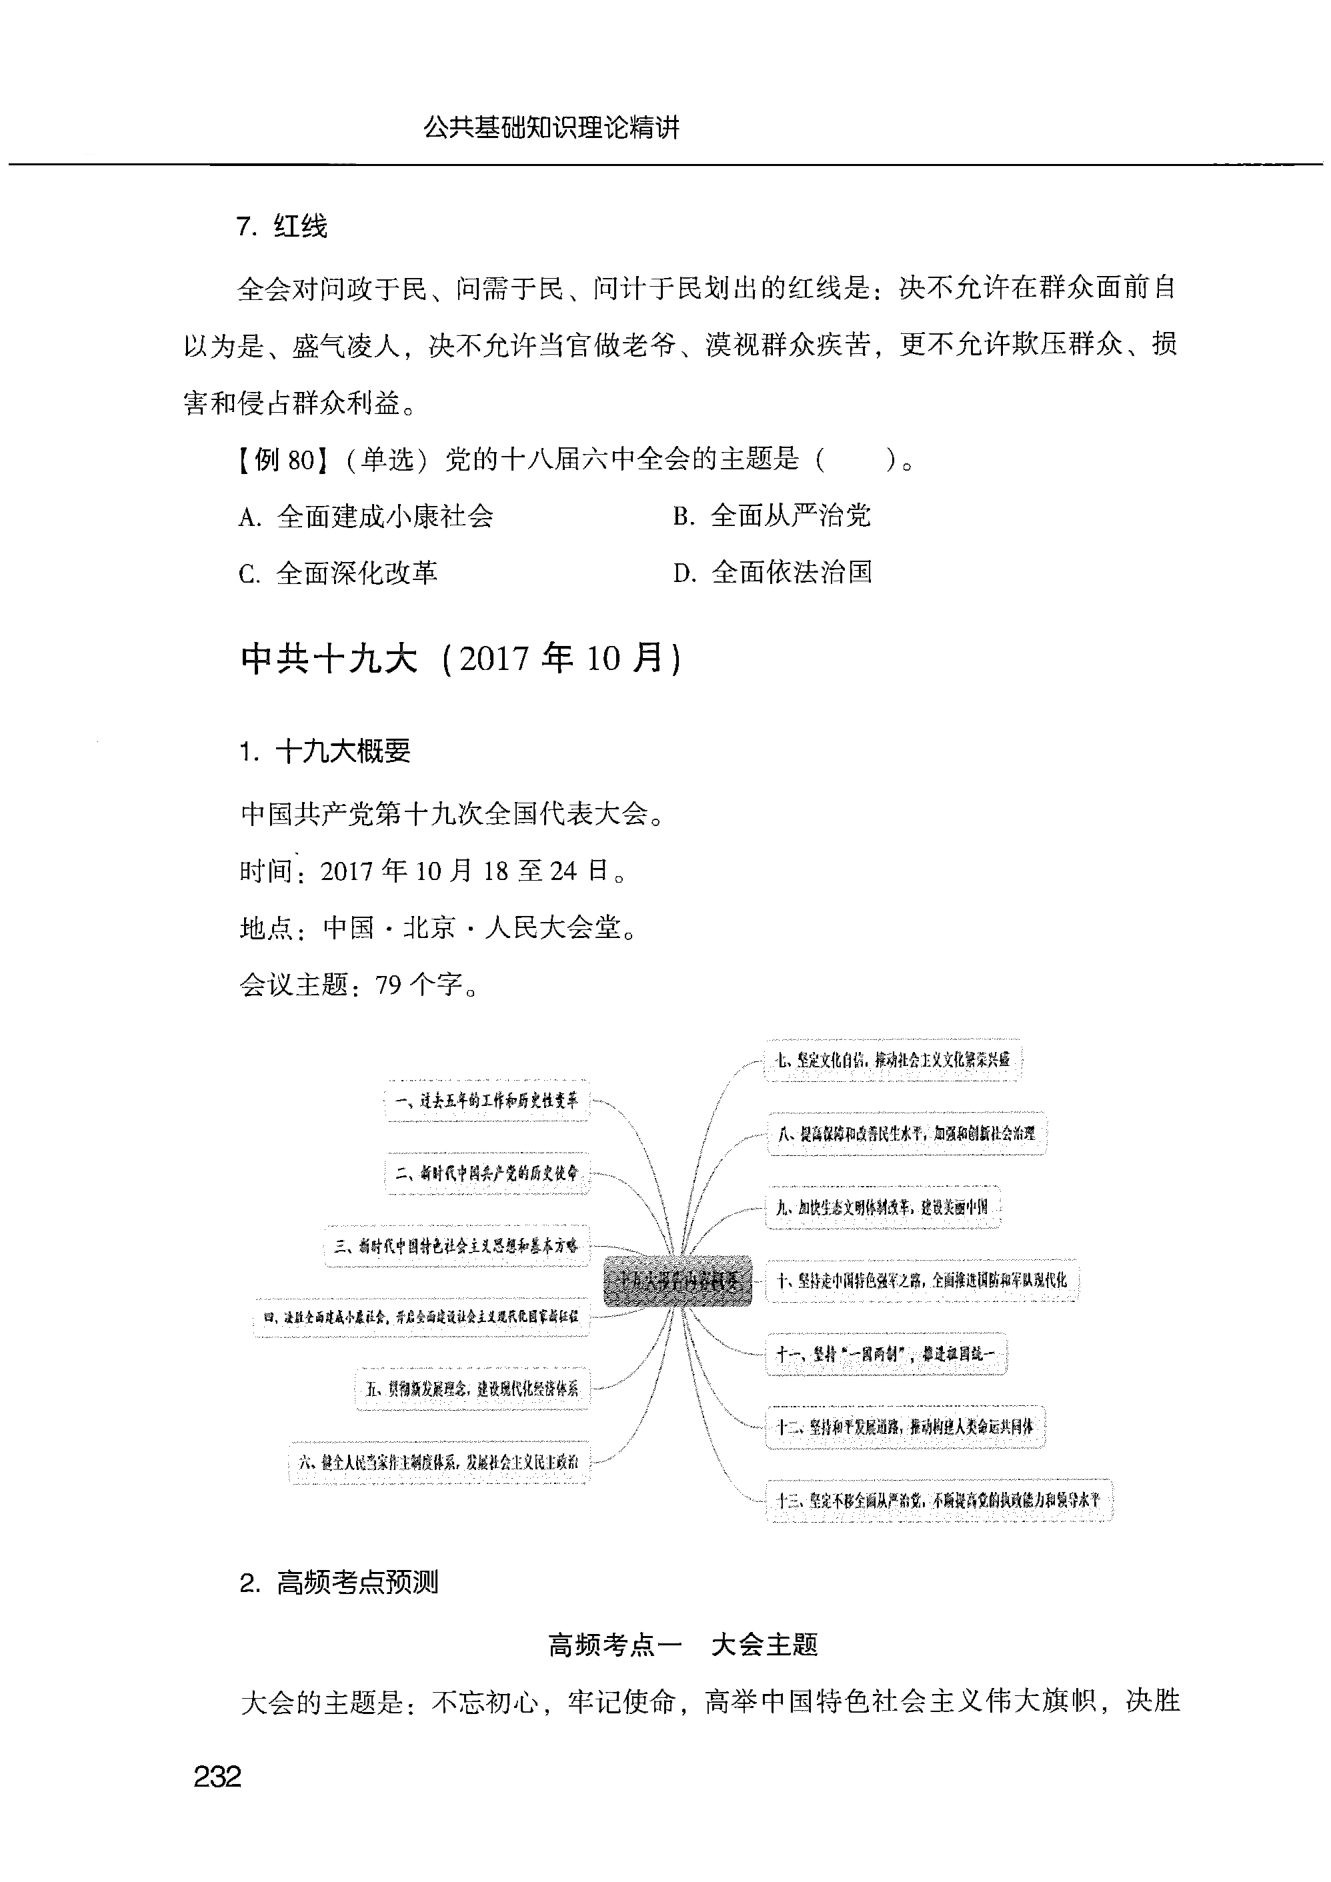 公共基础知识理论精讲
7. 红线
全会对问政于民、问需于民、问计于民划出的红线是：决不允许在群众面前自
以为是、盛气凌人，决不允许当官做老爷、漠视群众疾苦，更不允许欺压群众、损
害和侵占群众利益。
【例 80】（单选）党的十八届六中全会的主题是（　　）。
A. 全面建成小康社会　　B. 全面从严治党
C. 全面深化改革　　D. 全面依法治国
中共十九大（2017 年 10 月）
1. 十九大概要
中国共产党第十九次全国代表大会。
时间：2017 年 10 月 18 至 24 日。
地点：中国·北京·人民大会堂。
会议主题：79 个字。
一、过去五年的工作和历史性变革
二、新时代中国共产党的历史使命
三、新时代中国特色社会主义思想和基本方略
四、决胜全面建成小康社会，开启全面建设社会主义现代化国家新征程
五、贯彻新发展理念，建设现代化经济体系
六、健全人民当家作主制度体系，发展社会主义民主政治
十九大报告内容概要
七、坚定文化自信，推动社会主义文化繁荣兴盛
八、提高保障和改善民生水平，加强和创新社会治理
九、加快生态文明体制改革，建设美丽中国
十、坚持走中国特色强军之路，全面推进国防和军队现代化
十一、坚持“一国两制”，推进祖国统一
十二、坚持和平发展道路，推动构建人类命运共同体
十三、坚定不移全面从严治党，不断提高党的执政能力和领导水平
2. 高频考点预测
高频考点一　大会主题
大会的主题是：不忘初心，牢记使命，高举中国特色社会主义伟大旗帜，决胜
232